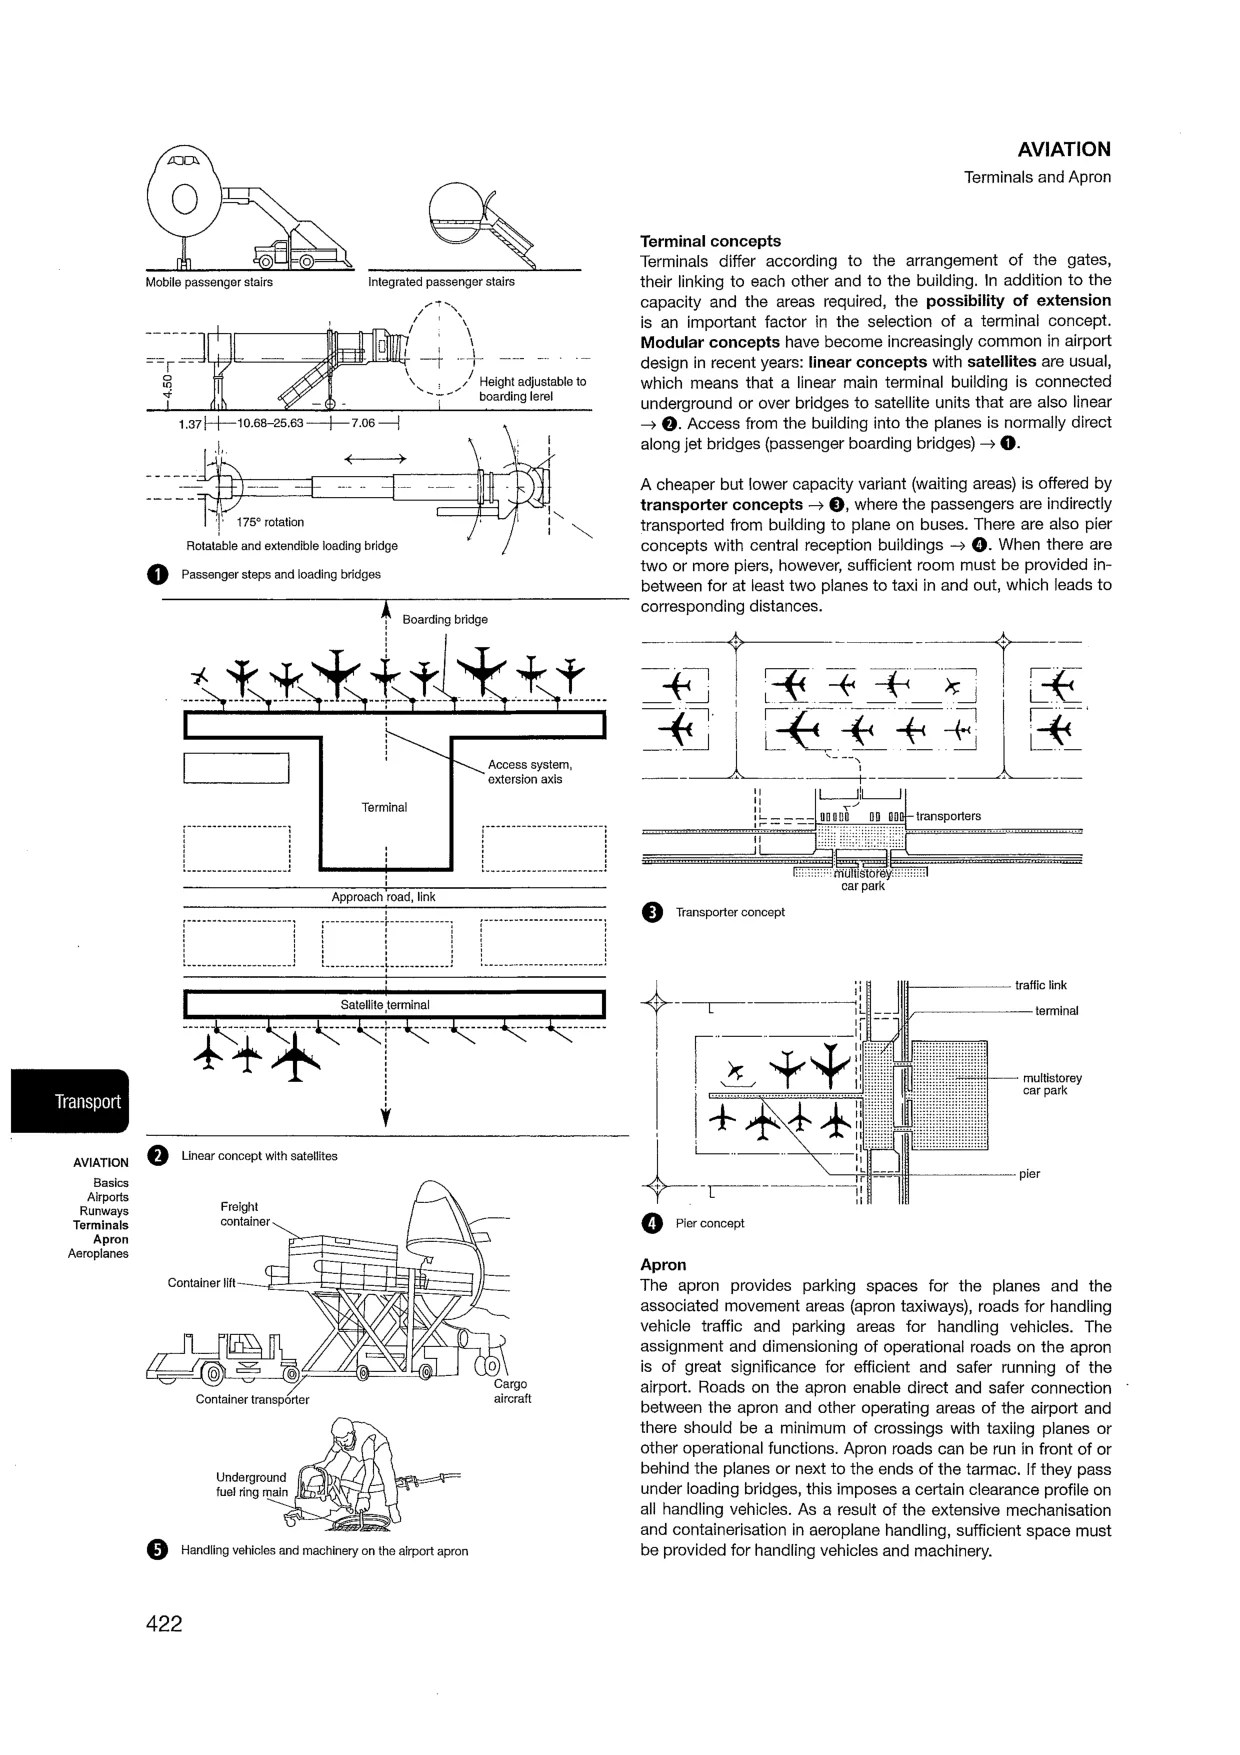 AVIATION
Terminals and Apron
Mobile passenger stairs
Integrated passenger stairs
4.50
Height adjustable to
boarding lerel
1.37
10.68–25.63
7.06
175° rotation
Rotatable and extendible loading bridge
1 Passenger steps and loading bridges
Boarding bridge
Access system,
extersion axis
Terminal
Approach road, link
Satellite terminal
2 Linear concept with satellites
Freight
container
Container lift
Container transporter
Cargo
aircraft
Underground
fuel ring main
5 Handling vehicles and machinery on the airport apron
Transport
AVIATION
Basics
Airports
Runways
Terminals
Apron
Aeroplanes
422
Terminal concepts
Terminals differ according to the arrangement of the gates,
their linking to each other and to the building. In addition to the
capacity and the areas required, the possibility of extension
is an important factor in the selection of a terminal concept.
Modular concepts have become increasingly common in airport
design in recent years: linear concepts with satellites are usual,
which means that a linear main terminal building is connected
underground or over bridges to satellite units that are also linear
→ 2. Access from the building into the planes is normally direct
along jet bridges (passenger boarding bridges) → 1.
A cheaper but lower capacity variant (waiting areas) is offered by
transporter concepts → 3, where the passengers are indirectly
transported from building to plane on buses. There are also pier
concepts with central reception buildings → 4. When there are
two or more piers, however, sufficient room must be provided in-
between for at least two planes to taxi in and out, which leads to
corresponding distances.
transporters
multistorey
car park
3 Transporter concept
traffic link
terminal
multistorey
car park
pier
4 Pier concept
Apron
The apron provides parking spaces for the planes and the
associated movement areas (apron taxiways), roads for handling
vehicle traffic and parking areas for handling vehicles. The
assignment and dimensioning of operational roads on the apron
is of great significance for efficient and safer running of the
airport. Roads on the apron enable direct and safer connection
between the apron and other operating areas of the airport and
there should be a minimum of crossings with taxiing planes or
other operational functions. Apron roads can be run in front of or
behind the planes or next to the ends of the tarmac. If they pass
under loading bridges, this imposes a certain clearance profile on
all handling vehicles. As a result of the extensive mechanisation
and containerisation in aeroplane handling, sufficient space must
be provided for handling vehicles and machinery.